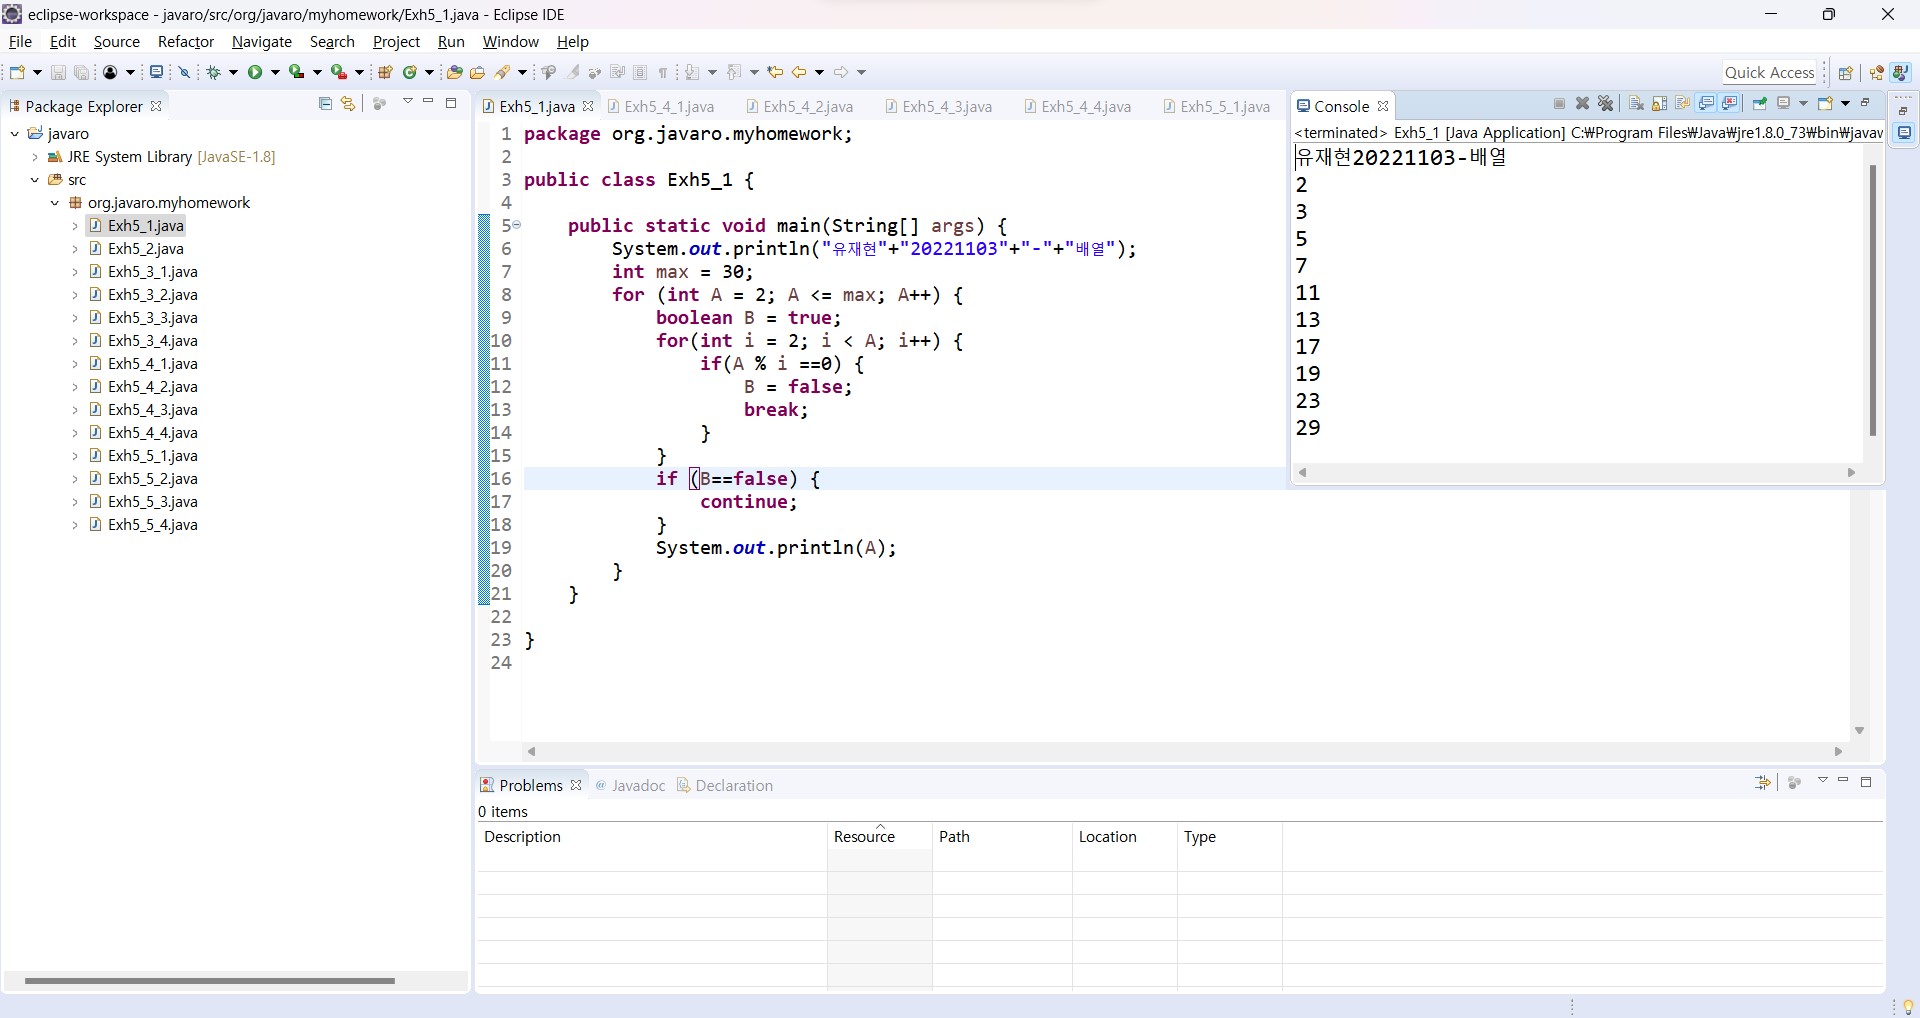 eclipse-workspace - javaro/src/org/javaro/myhomework/Exh5_1.java - Eclipse IDE
File Edit Source Refactor Navigate Search Project Run Window Help
Quick Access
Package Explorer
javaro
JRE System Library [JavaSE-1.8]
src
org.javaro.myhomework
Exh5_1.java
Exh5_2.java
Exh5_3_1.java
Exh5_3_2.java
Exh5_3_3.java
Exh5_3_4.java
Exh5_4_1.java
Exh5_4_2.java
Exh5_4_3.java
Exh5_4_4.java
Exh5_5_1.java
Exh5_5_2.java
Exh5_5_3.java
Exh5_5_4.java
Exh5_1.java Exh5_4_1.java Exh5_4_2.java Exh5_4_3.java Exh5_4_4.java Exh5_5_1.java
1 package org.javaro.myhomework;
2
3 public class Exh5_1 {
4
5 public static void main(String[] args) {
6 System.out.println("유재현"+"20221103"+"-"+"배열");
7 int max = 30;
8 for (int A = 2; A <= max; A++) {
9 boolean B = true;
10 for(int i = 2; i < A; i++) {
11 if(A % i ==0) {
12 B = false;
13 break;
14 }
15 }
16 if (B==false) {
17 continue;
18 }
19 System.out.println(A);
20 }
21 }
22
23 }
24
Console
<terminated> Exh5_1 [Java Application] C:₩Program Files₩Java₩jre1.8.0_73₩bin₩javaw
유재현20221103-배열
2
3
5
7
11
13
17
19
23
29
Problems @ Javadoc Declaration
0 items
Description Resource Path Location Type